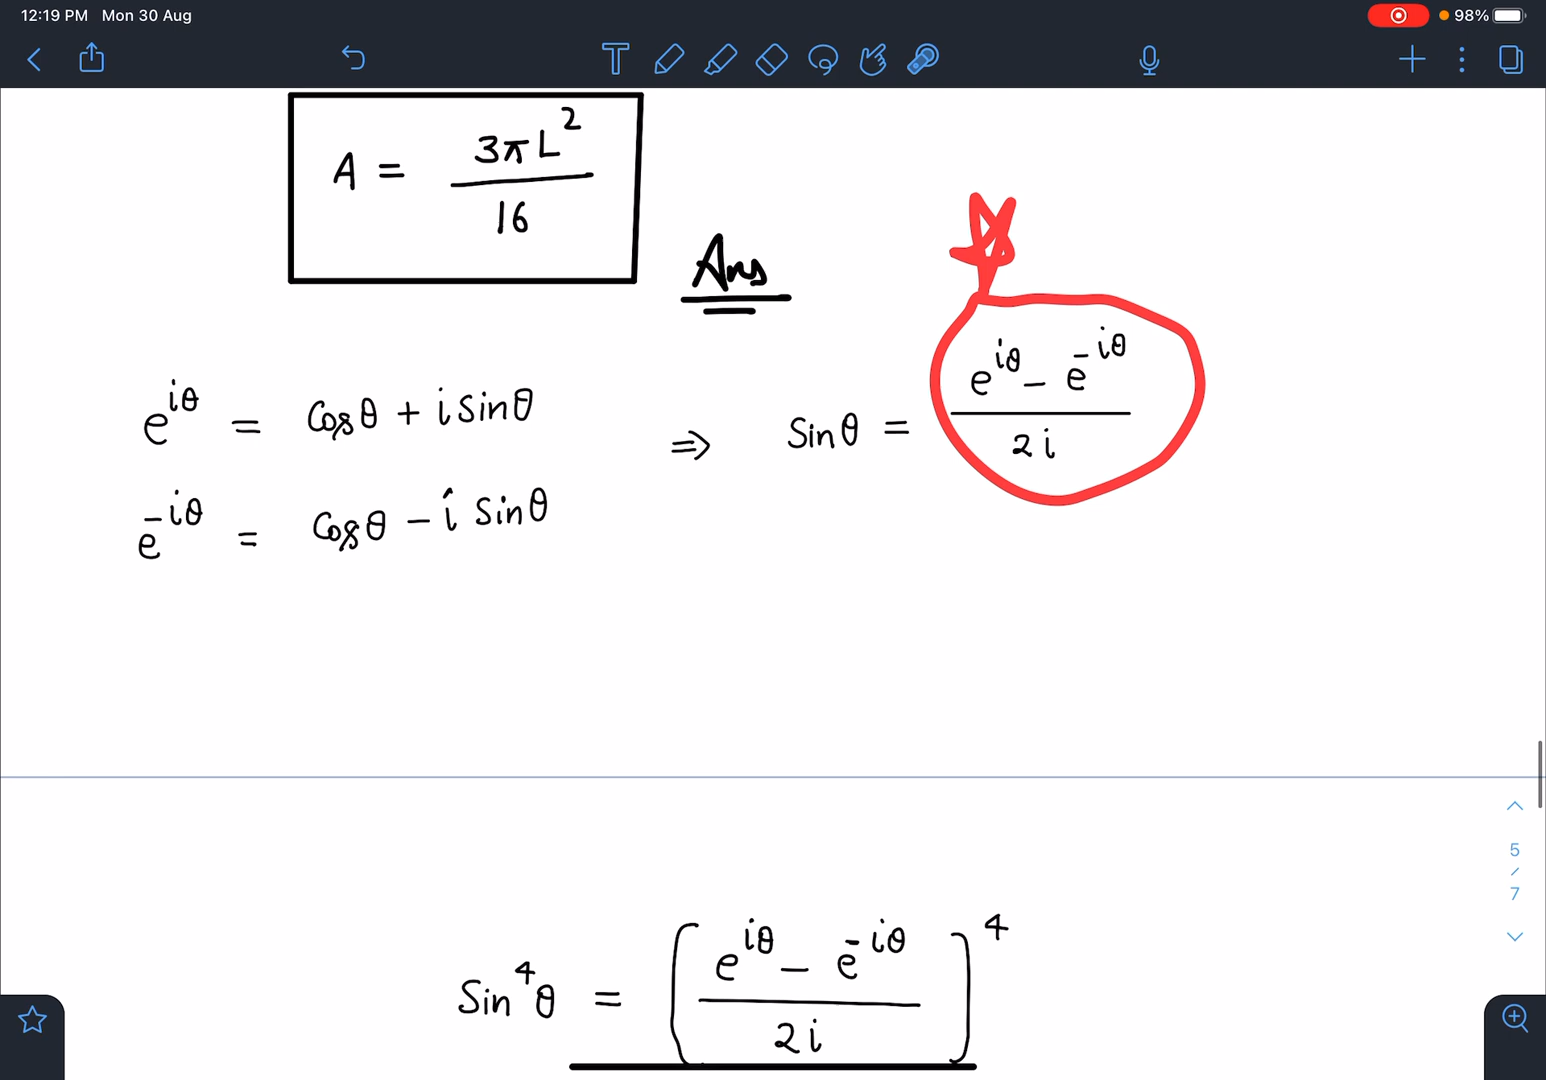 12:19 PM Mon 30 Aug 98%
A = 3πL² / 16
Ans
e^{iθ} = cosθ + i sinθ
⇒ sinθ = (e^{iθ} - e^{-iθ}) / 2i
e^{-iθ} = cosθ - i sinθ
5 / 7
Sin⁴θ = [(e^{iθ} - e^{-iθ}) / 2i]⁴